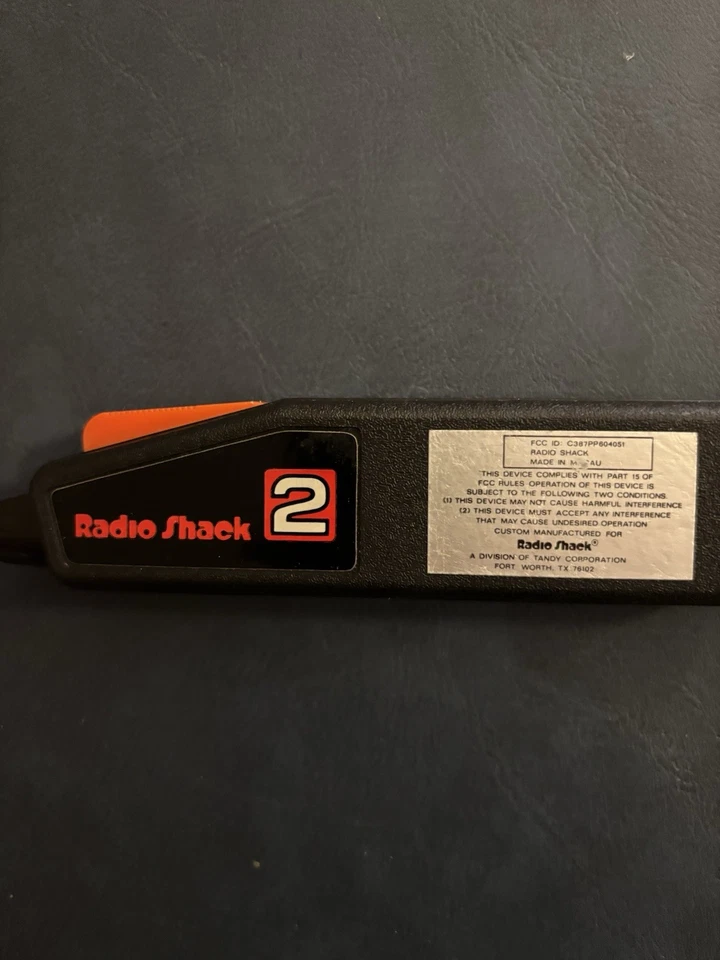 Radio Shack 2
FCC ID: C387PP604051
RADIO SHACK
MADE IN
THIS DEVICE COMPLIES WITH PART 15 OF
FCC RULES OPERATION OF THIS DEVICE IS
SUBJECT TO THE FOLLOWING TWO CONDITIONS.
(1) THIS DEVICE MAY NOT CAUSE HARMFUL INTERFERENCE
(2) THIS DEVICE MUST ACCEPT ANY INTERFERENCE
THAT MAY CAUSE UNDESIRED OPERATION
CUSTOM MANUFACTURED FOR
Radio Shack®
A DIVISION OF TANDY CORPORATION
FORT WORTH, TX 76102